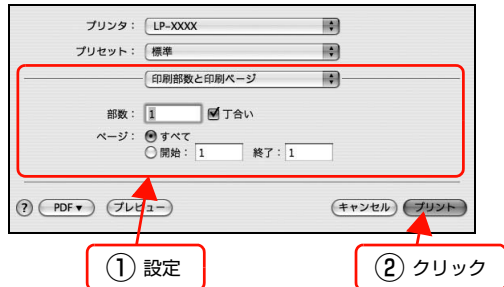 プリンタ： LP-XXXX
プリセット： 標準
印刷部数と印刷ページ
部数： 1 丁合い
ページ： すべて
開始： 1 終了： 1
? PDF▼ プレビュー キャンセル プリント
① 設定 ② クリック